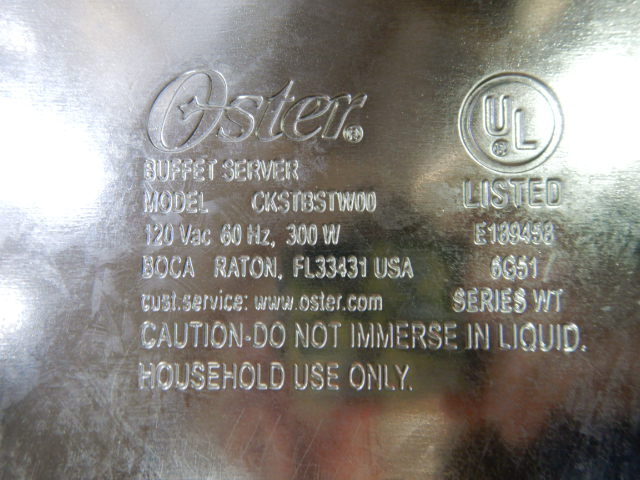 Oster®
BUFFET SERVER
MODEL CKSTBSTW00
120 Vac 60 Hz, 300 W
BOCA RATON, FL33431 USA
cust.service: www.oster.com
CAUTION-DO NOT IMMERSE IN LIQUID.
HOUSEHOLD USE ONLY.
UL®
LISTED
E189458
6G51
SERIES WT